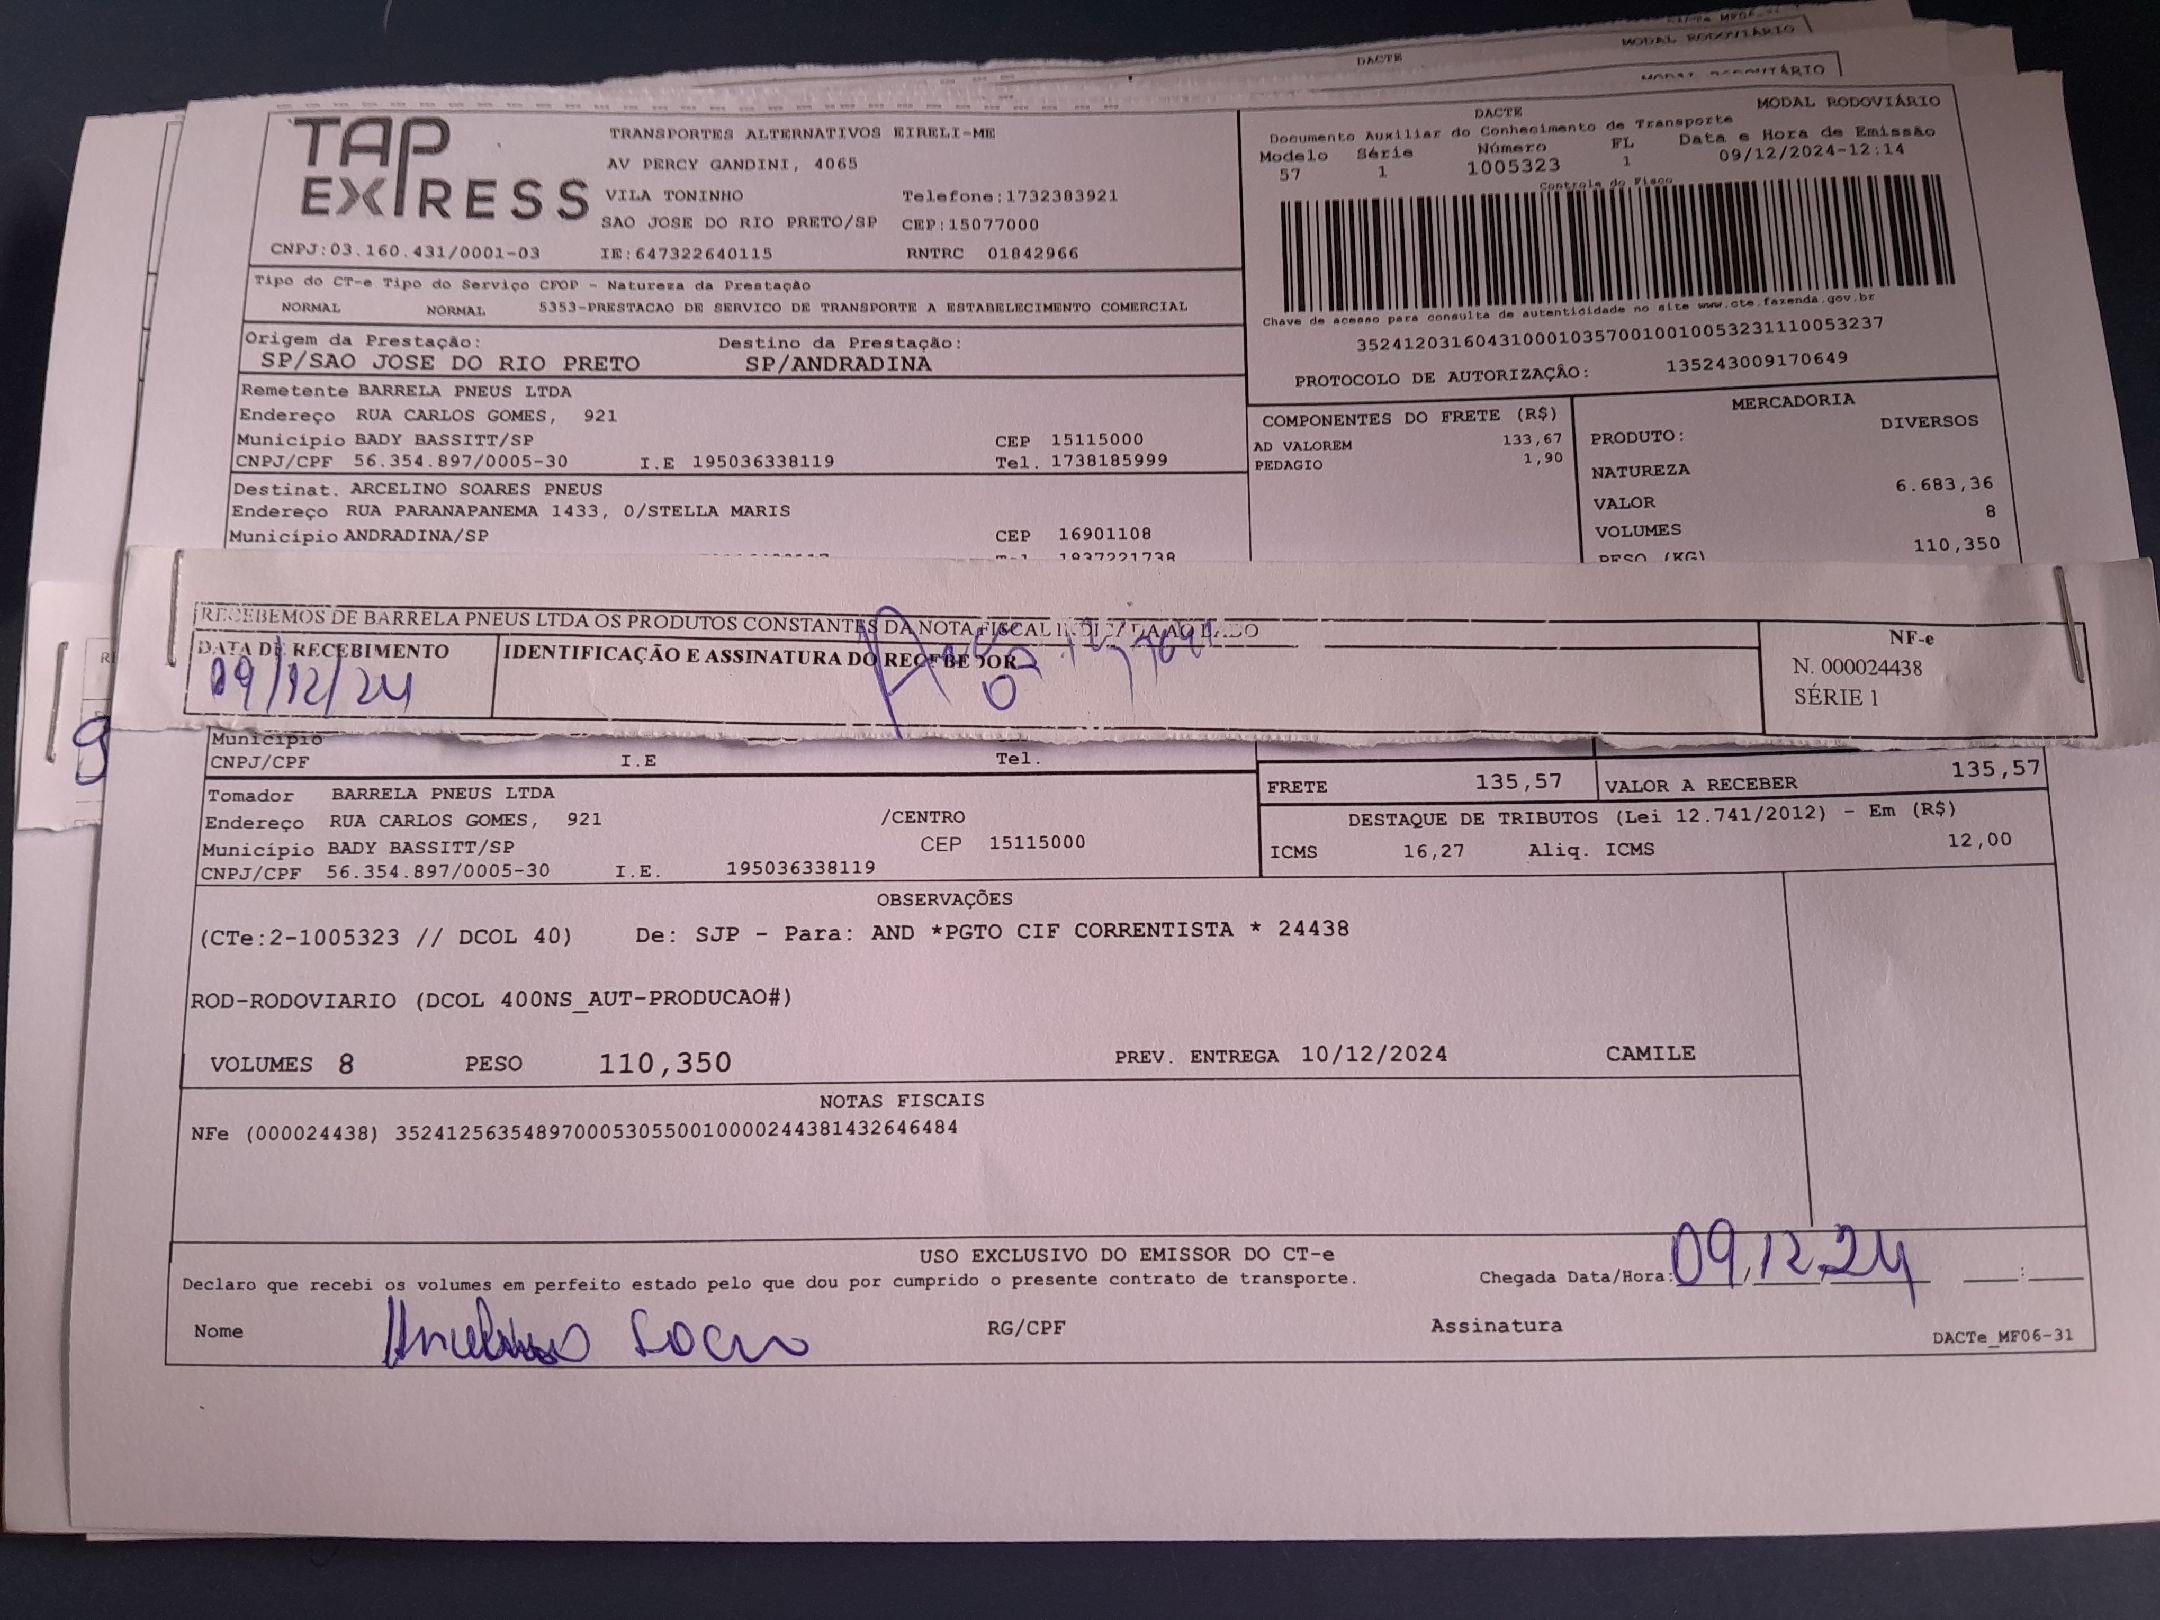 DACTE
MODAL RODOVIÁRIO
TAP EXPRESS
TRANSPORTES ALTERNATIVOS EIRELI-ME
AV PERCY GANDINI, 4065
VILA TONINHO Telefone:1732383921
SAO JOSE DO RIO PRETO/SP CEP:15077000
CNPJ:03.160.431/0001-03 IE:647322640115 RNTRC 01842966
DACTE MODAL RODOVIÁRIO
Documento Auxiliar do Conhecimento de Transporte
Modelo Série Número FL Data e Hora de Emissão
57 1 1005323 1 09/12/2024-12:14
Controle do Fisco
Chave de acesso para consulta de autenticidade no site www.cte.fazenda.gov.br
35241203160431000103570010010053231110053237
PROTOCOLO DE AUTORIZAÇÃO: 135243009170649
Tipo do CT-e Tipo do Serviço CFOP - Natureza da Prestação
NORMAL NORMAL 5353-PRESTACAO DE SERVICO DE TRANSPORTE A ESTABELECIMENTO COMERCIAL
Origem da Prestação: Destino da Prestação:
SP/SAO JOSE DO RIO PRETO SP/ANDRADINA
Remetente BARRELA PNEUS LTDA
Endereço RUA CARLOS GOMES, 921
Município BADY BASSITT/SP CEP 15115000
CNPJ/CPF 56.354.897/0005-30 I.E 195036338119 Tel. 1738185999
Destinat. ARCELINO SOARES PNEUS
Endereço RUA PARANAPANEMA 1433, 0/STELLA MARIS
Município ANDRADINA/SP CEP 16901108
Tel 1837221738
COMPONENTES DO FRETE (R$)
AD VALOREM 133,67
PEDAGIO 1,90
MERCADORIA
PRODUTO: DIVERSOS
NATUREZA
VALOR 6.683,36
VOLUMES 8
PESO (KG) 110,350
RECEBEMOS DE BARRELA PNEUS LTDA OS PRODUTOS CONSTANTES DA NOTA FISCAL INDICADA AO LADO
DATA DE RECEBIMENTO IDENTIFICAÇÃO E ASSINATURA DO RECEBEDOR
09/12/24
NF-e
N. 000024438
SÉRIE 1
Município
CNPJ/CPF I.E Tel.
FRETE 135,57 VALOR A RECEBER 135,57
Tomador BARRELA PNEUS LTDA
Endereço RUA CARLOS GOMES, 921 /CENTRO
Município BADY BASSITT/SP CEP 15115000
CNPJ/CPF 56.354.897/0005-30 I.E. 195036338119
DESTAQUE DE TRIBUTOS (Lei 12.741/2012) - Em (R$)
ICMS 16,27 Aliq. ICMS 12,00
OBSERVAÇÕES
(CTe:2-1005323 // DCOL 40) De: SJP - Para: AND *PGTO CIF CORRENTISTA * 24438
ROD-RODOVIARIO (DCOL 400NS_AUT-PRODUCAO#)
VOLUMES 8 PESO 110,350 PREV. ENTREGA 10/12/2024 CAMILE
NOTAS FISCAIS
NFe (000024438) 35241256354897000530550010000244381432646484
USO EXCLUSIVO DO EMISSOR DO CT-e
Declaro que recebi os volumes em perfeito estado pelo que dou por cumprido o presente contrato de transporte. Chegada Data/Hora: 09/12/24 __:__
Nome RG/CPF Assinatura
DACTe_MF06-31